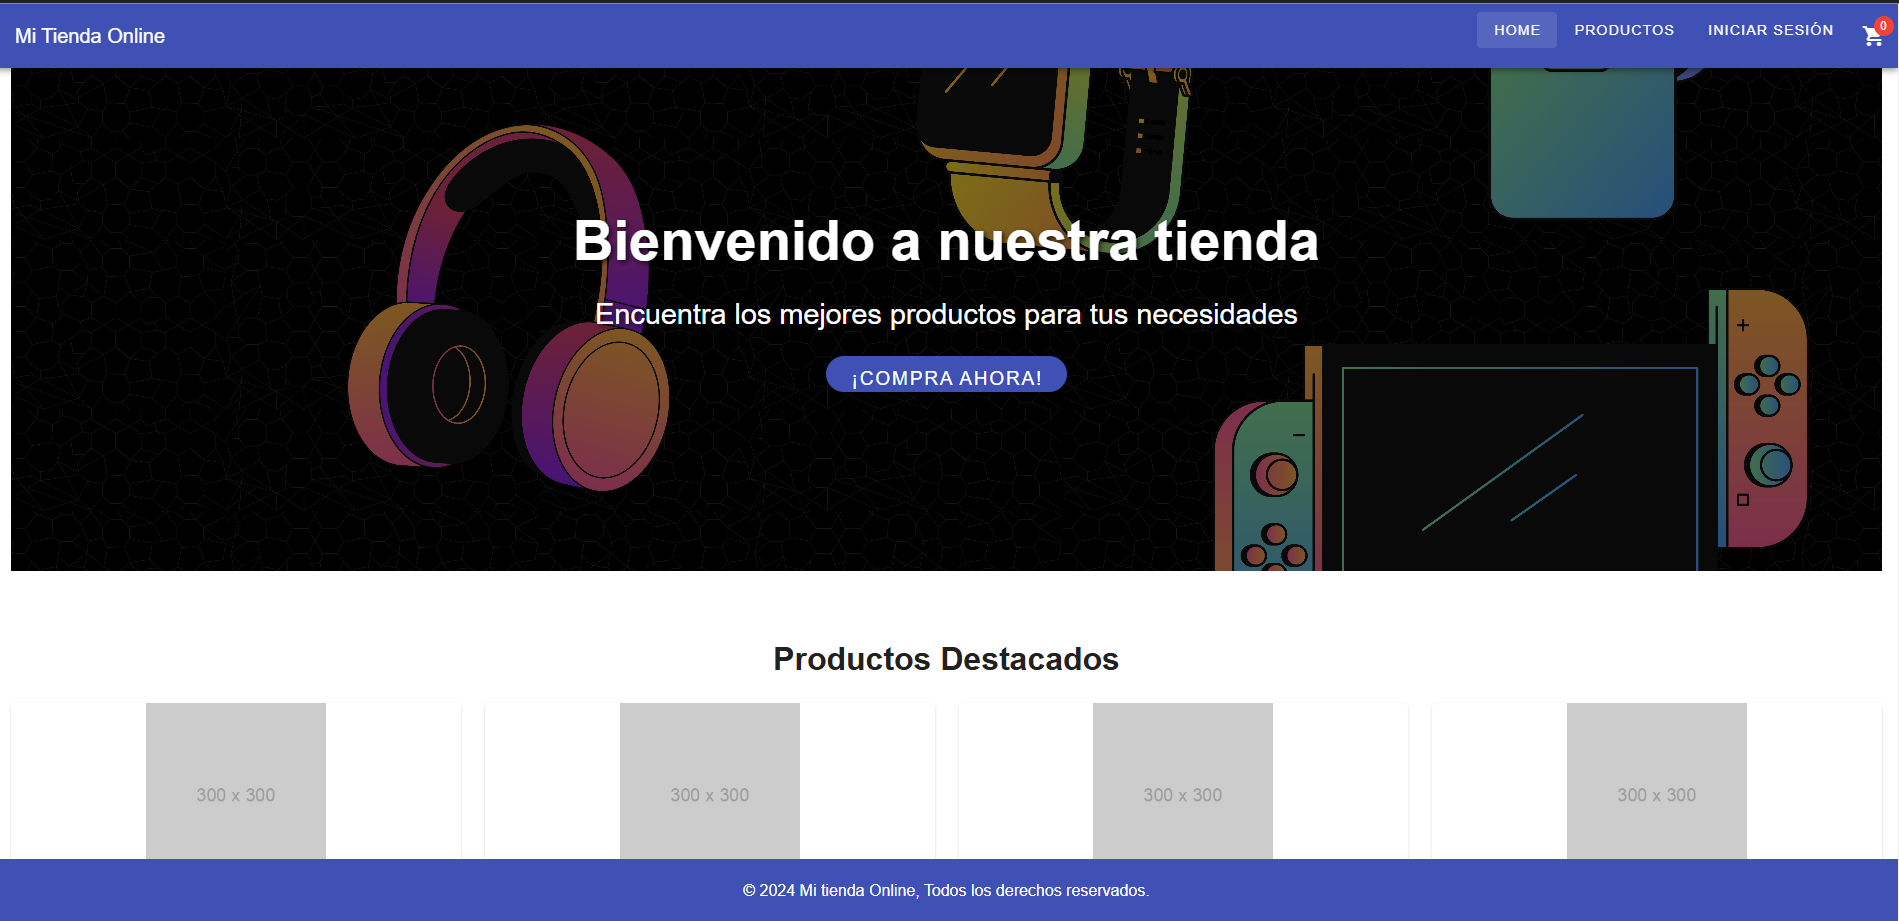 Mi Tienda Online
HOME PRODUCTOS INICIAR SESIÓN 0
Bienvenido a nuestra tienda
Encuentra los mejores productos para tus necesidades
¡COMPRA AHORA!
Productos Destacados
300 x 300 300 x 300 300 x 300 300 x 300
© 2024 Mi tienda Online, Todos los derechos reservados.